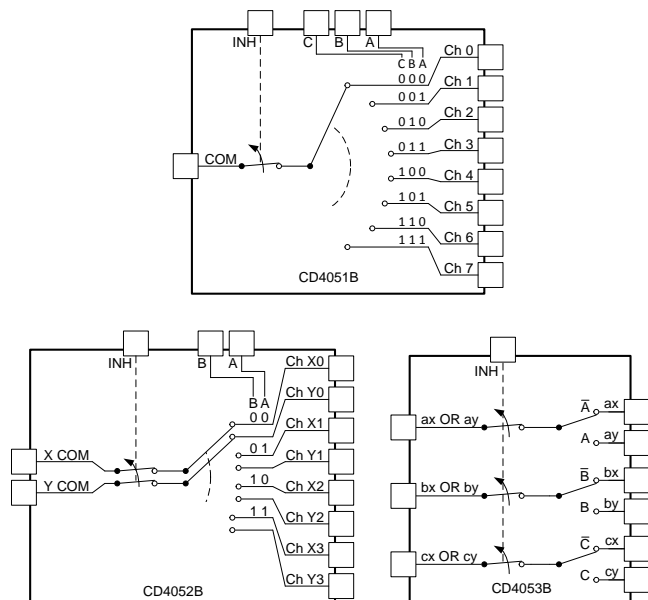 INH C B A
C B A
Ch 0
0 0 0
Ch 1
0 0 1
Ch 2
0 1 0
Ch 3
0 1 1
COM
Ch 4
1 0 0
Ch 5
1 0 1
Ch 6
1 1 0
1 1 1
Ch 7
CD4051B
INH B A
Ch X0
B A
0 0
Ch Y0
Ch X1
0 1
X COM
Ch Y1
Y COM
1 0
Ch X2
1 1
Ch Y2
Ch X3
Ch Y3
CD4052B
INH
A̅ ax
ax OR ay
A ay
B̅ bx
bx OR by
B by
C̅ cx
cx OR cy
C cy
CD4053B